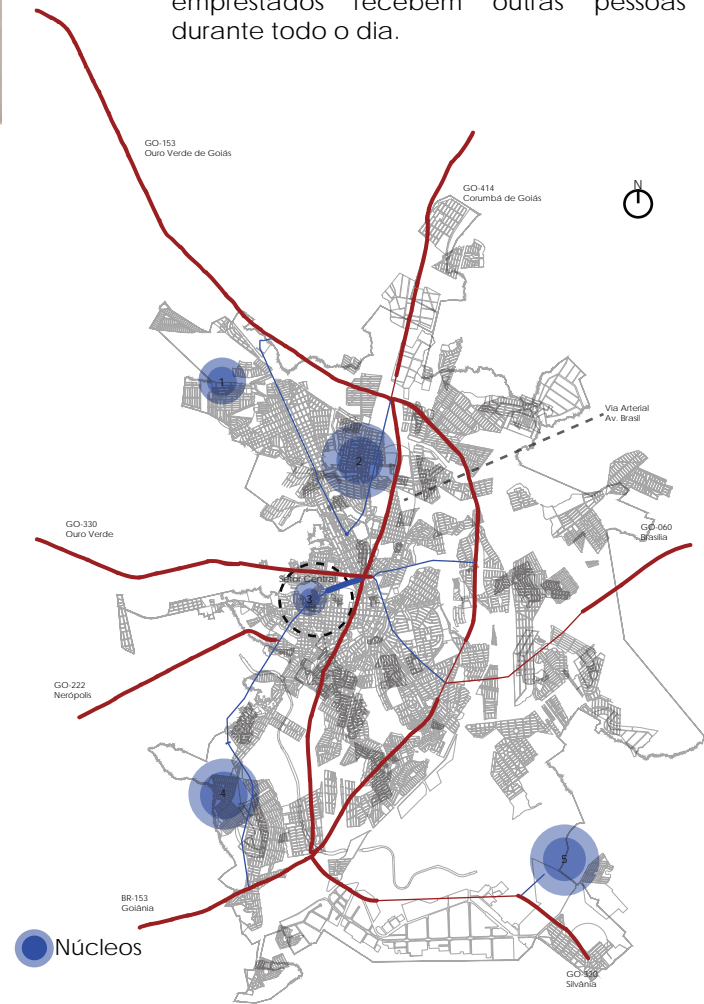 emprestados recebem outras pessoas
durante todo o dia.
GO-153
Ouro Verde de Goiás
GO-414
Corumbá de Goiás
N
1
Via Arterial
Av. Brasil
2
GO-330
Ouro Verde
GO-060
Brasília
Setor Central
3
GO-222
Nerópolis
4
5
BR-153
Goiânia
Núcleos
GO-330
Silvânia